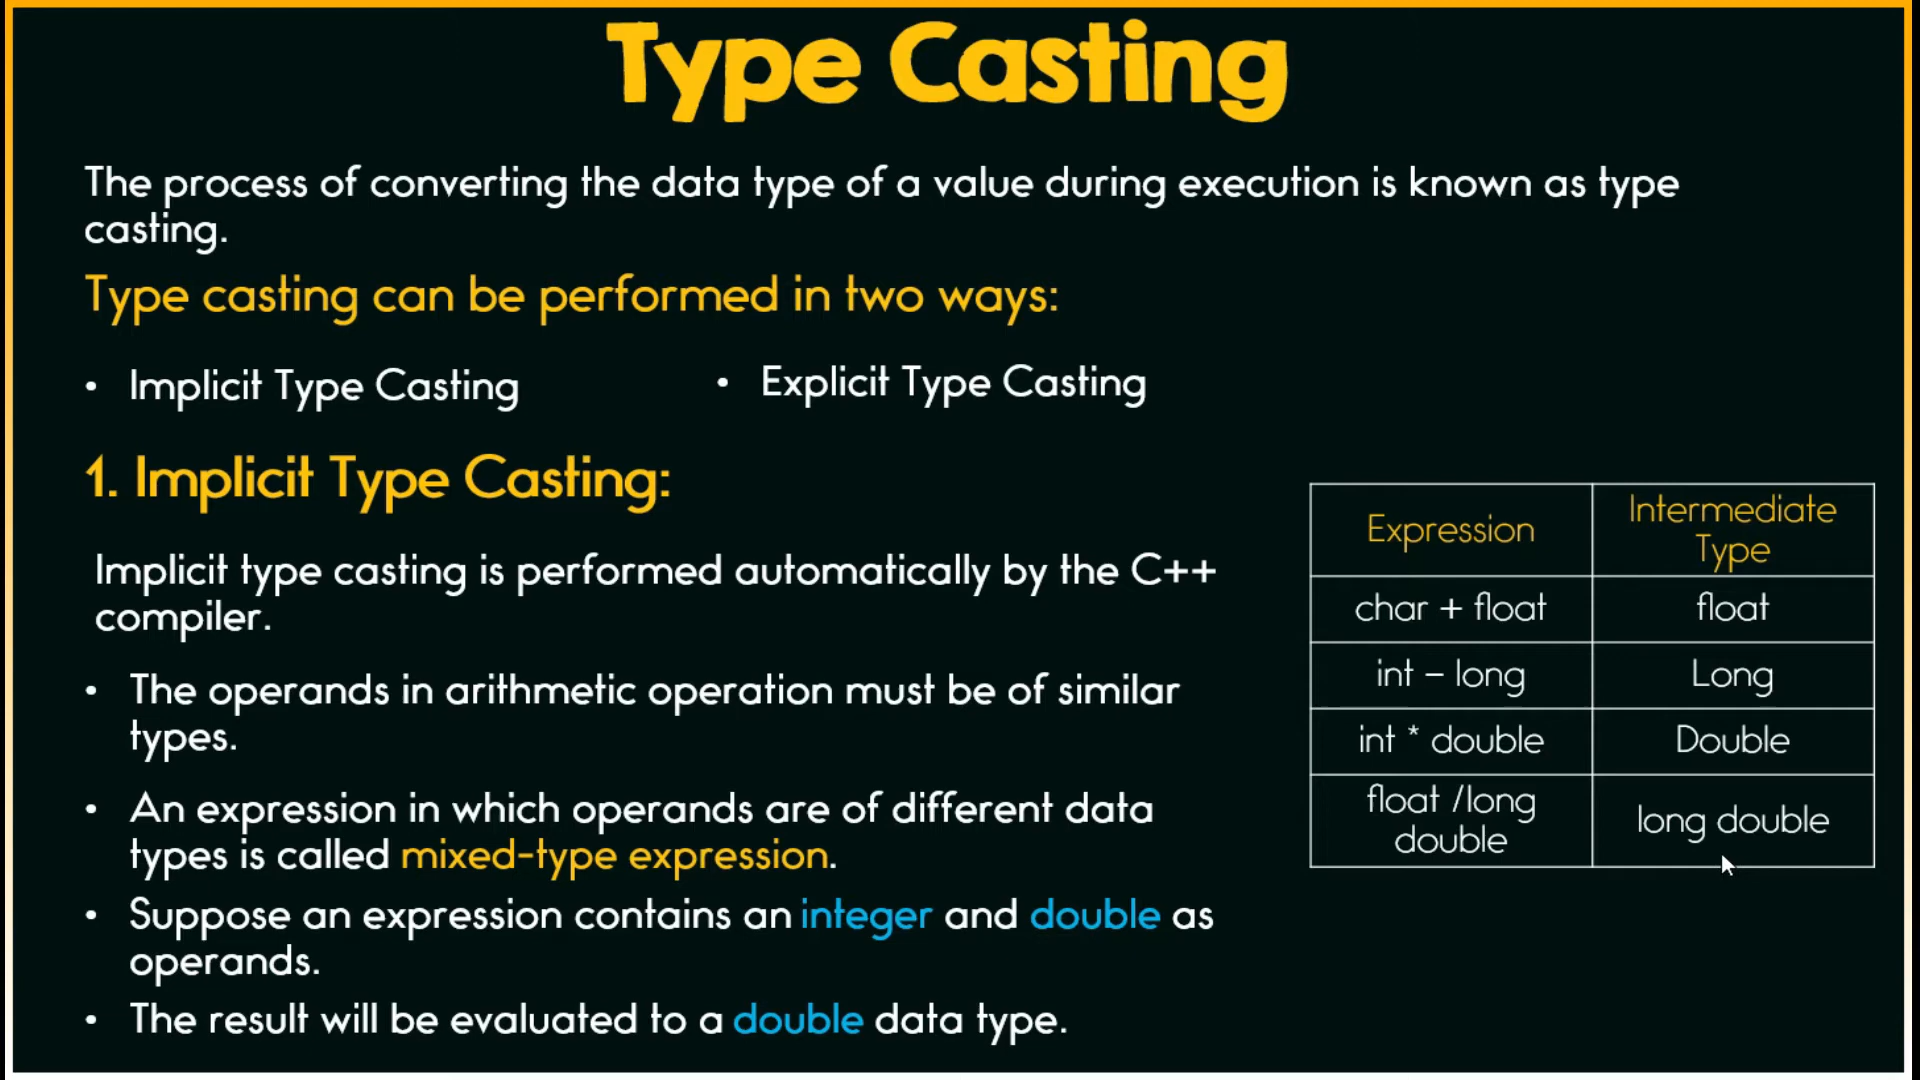 Type Casting
The process of converting the data type of a value during execution is known as type
casting.
Type casting can be performed in two ways:
• Implicit Type Casting
• Explicit Type Casting
1. Implicit Type Casting:
Implicit type casting is performed automatically by the C++
compiler.
• The operands in arithmetic operation must be of similar
types.
• An expression in which operands are of different data
types is called mixed-type expression.
• Suppose an expression contains an integer and double as
operands.
• The result will be evaluated to a double data type.
Expression
Intermediate
Type
char + float
float
int – long
Long
int * double
Double
float /long
double
long double